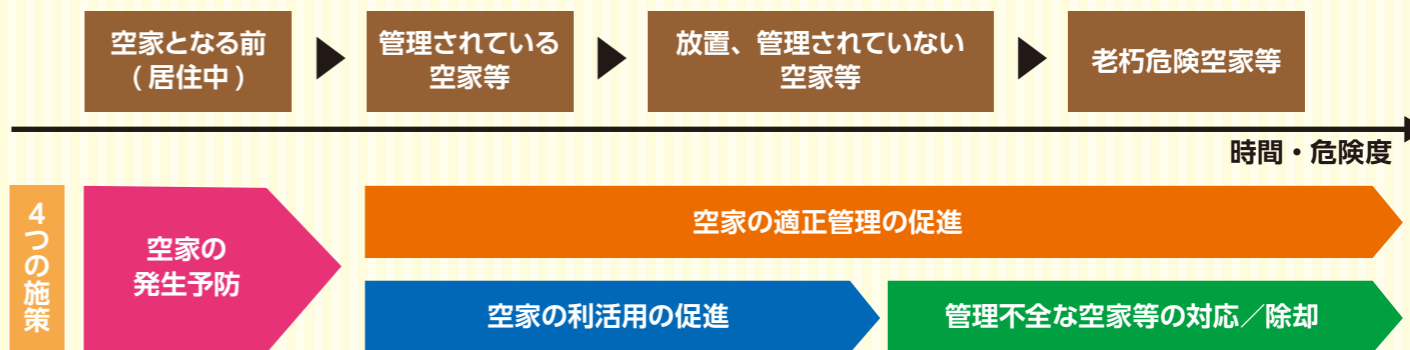 空家となる前
(居住中)
管理されている
空家等
放置、管理されていない
空家等
老朽危険空家等
時間・危険度
4つの施策
空家の
発生予防
空家の適正管理の促進
空家の利活用の促進
管理不全な空家等の対応／除却